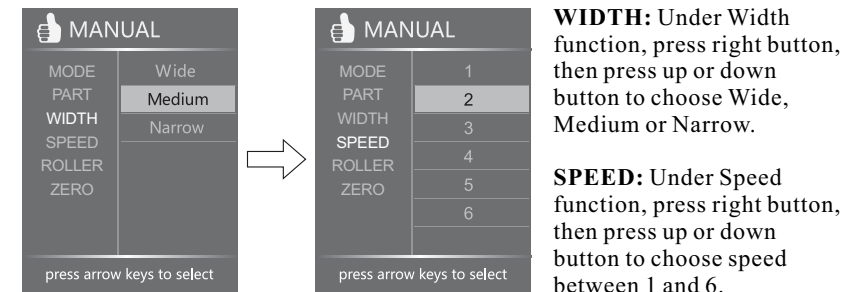 MANUAL
MODE
PART
WIDTH
SPEED
ROLLER
ZERO
Wide
Medium
Narrow
press arrow keys to select
MANUAL
MODE
PART
WIDTH
SPEED
ROLLER
ZERO
1
2
3
4
5
6
press arrow keys to select
WIDTH: Under Width
function, press right button,
then press up or down
button to choose Wide,
Medium or Narrow.
SPEED: Under Speed
function, press right button,
then press up or down
button to choose speed
between 1 and 6.